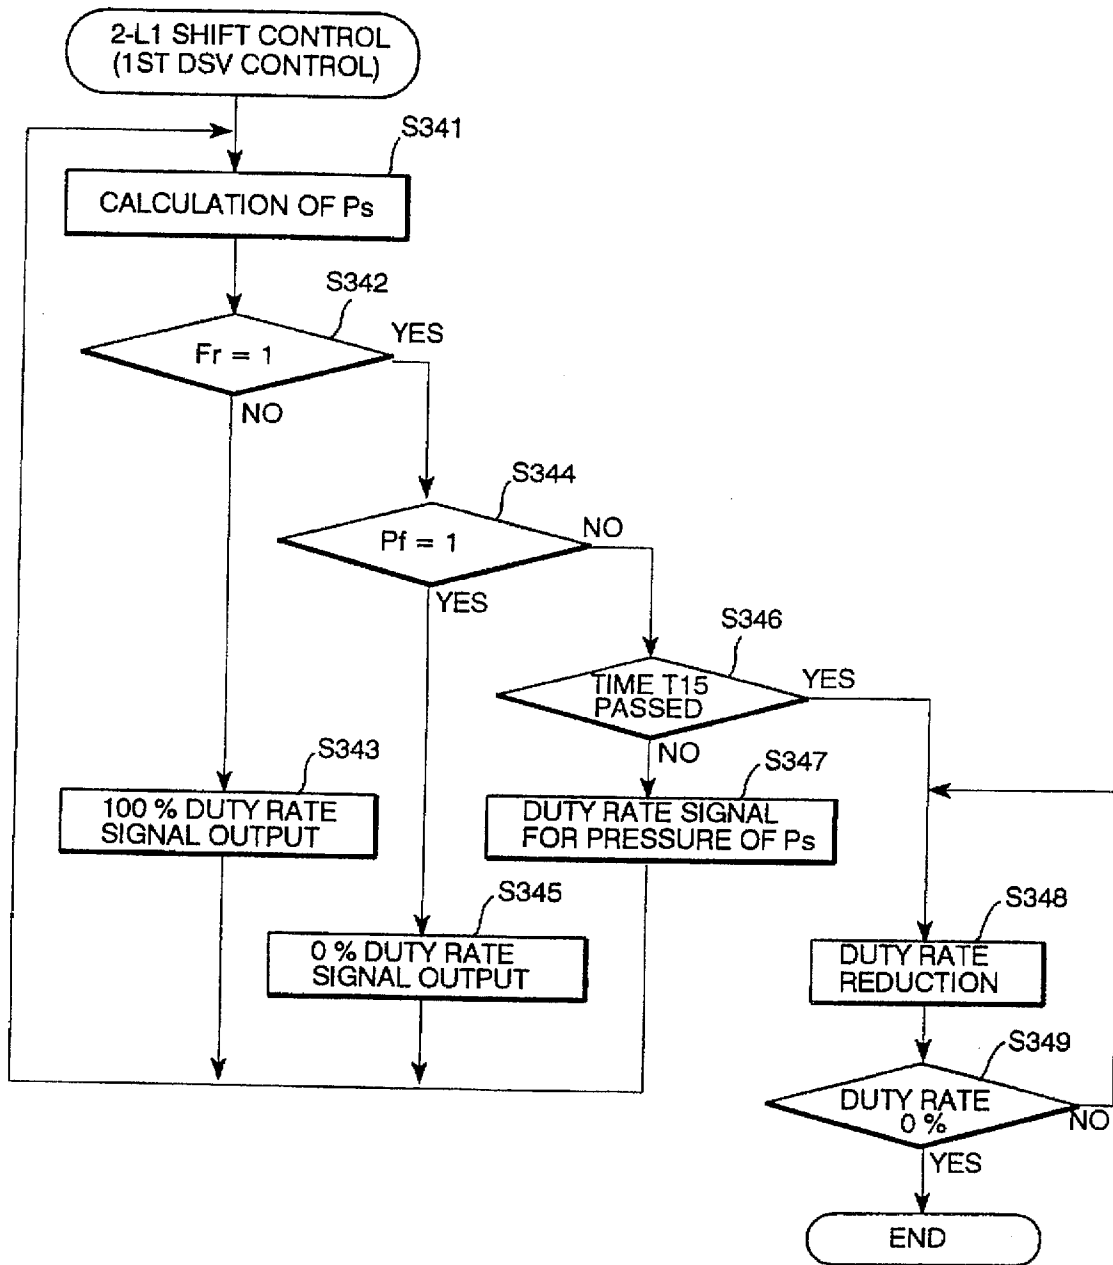 2-L1 SHIFT CONTROL
(1ST DSV CONTROL)
S341
CALCULATION OF Ps
S342
Fr = 1
YES
NO
S344
Pf = 1
NO
YES
S346
TIME T15
PASSED
YES
NO
S343
100 % DUTY RATE
SIGNAL OUTPUT
S347
DUTY RATE SIGNAL
FOR PRESSURE OF Ps
S345
0 % DUTY RATE
SIGNAL OUTPUT
S348
DUTY RATE
REDUCTION
S349
DUTY RATE
0 %
NO
YES
END